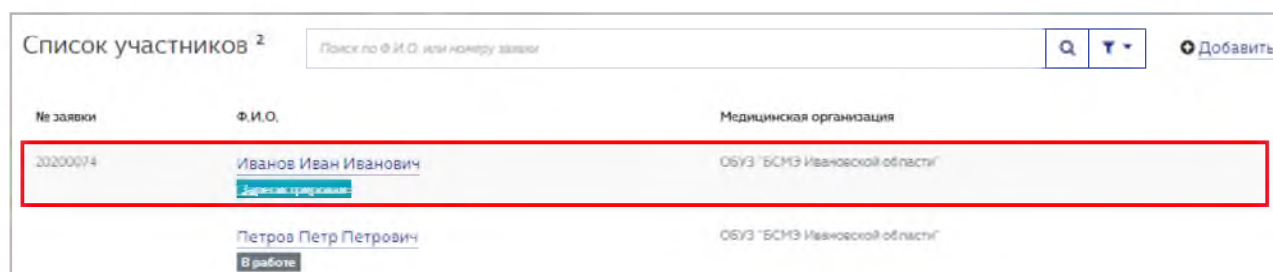 Список участников 2
Поиск по Ф.И.О. или номеру заявки
Добавить
№ заявки Ф.И.О. Медицинская организация
20200074 Иванов Иван Иванович ОБУЗ "БСМЭ Ивановской области"
Зарегистрировано
Петров Петр Петрович ОБУЗ "БСМЭ Ивановской области"
В работе